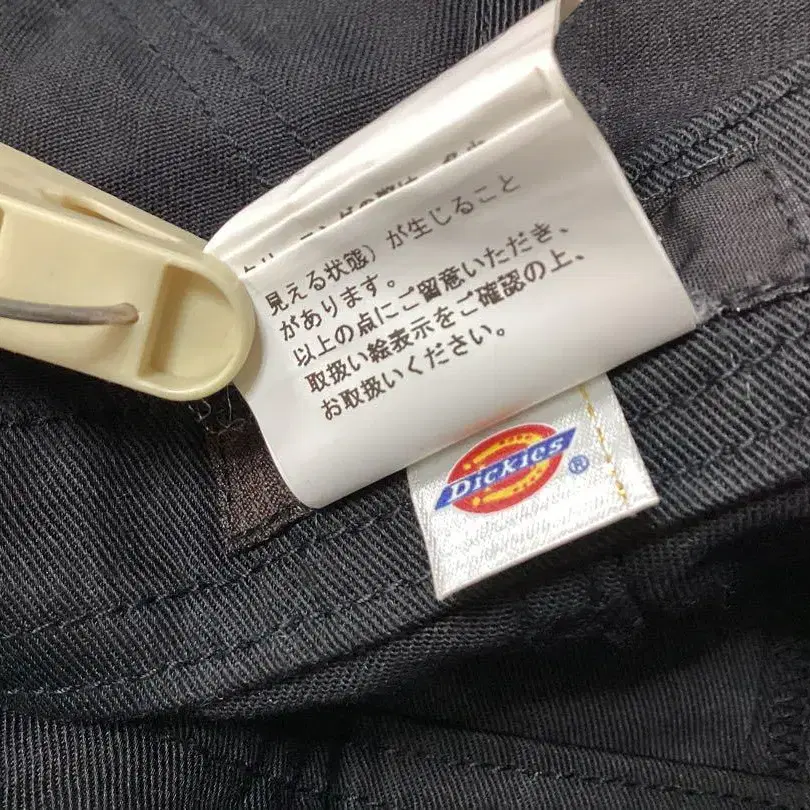 見える状態)が生じること
があります。
以上の点にご留意いただき、
取扱い絵表示をご確認の上、
お取扱いください。
Dickies®